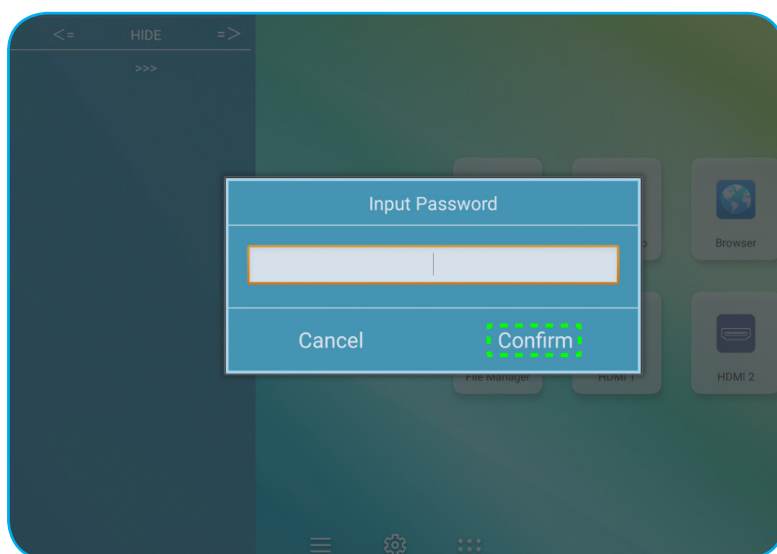 <= HIDE =>
>>>
Input Password
Browser
Cancel Confirm
File Manager HDMI 1 HDMI 2